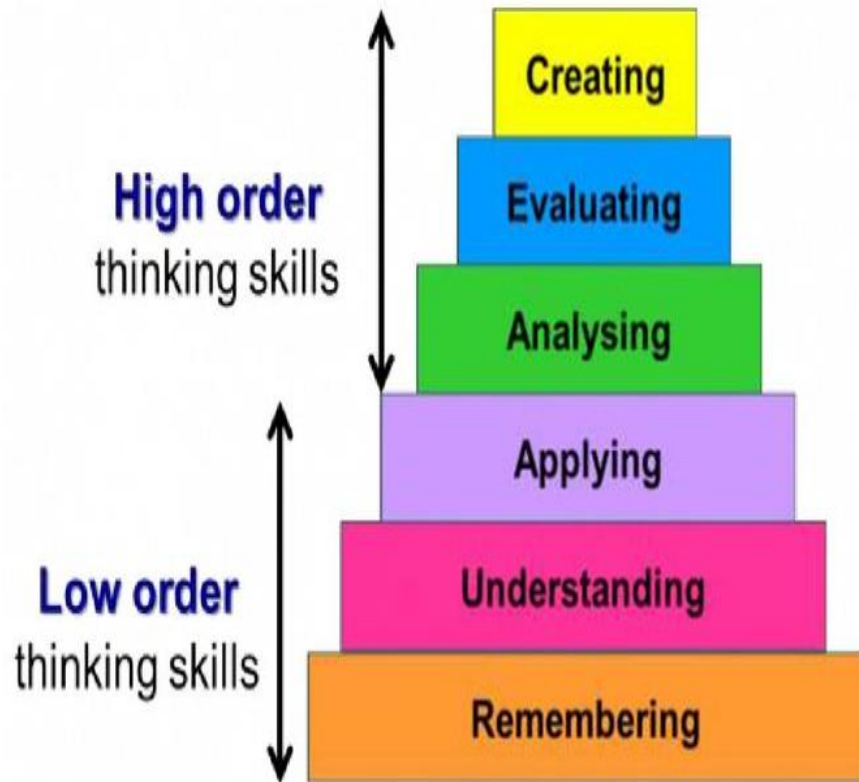 Creating
Evaluating
High order
thinking skills
Analysing
Applying
Understanding
Low order
thinking skills
Remembering